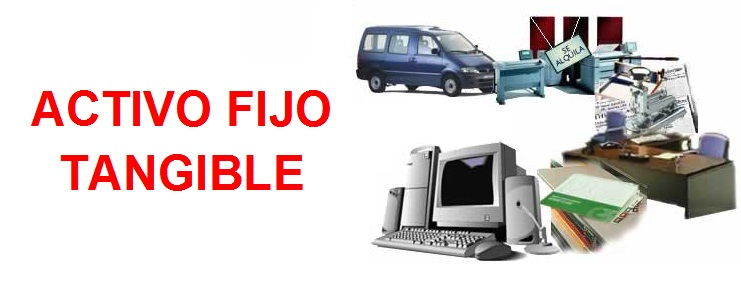 ACTIVO FIJO
TANGIBLE
SE
ALQUILA